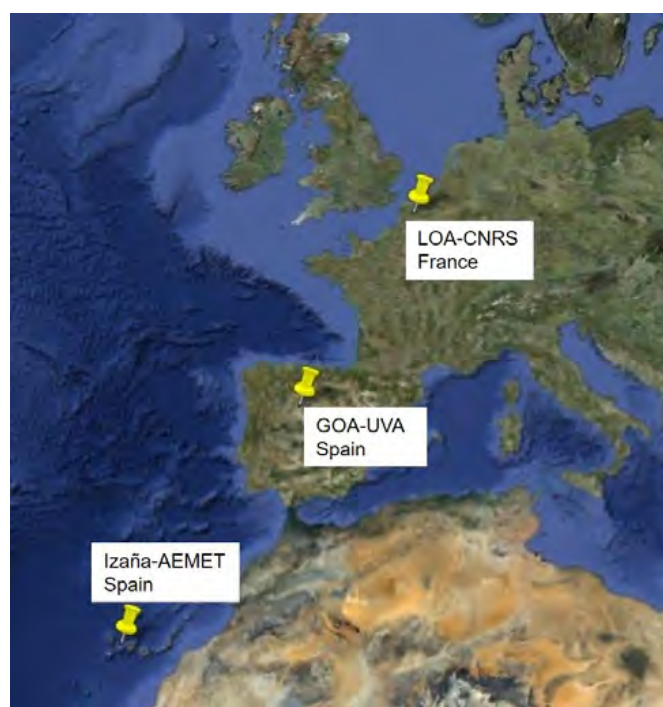 LOA-CNRS
France
GOA-UVA
Spain
Izaña-AEMET
Spain